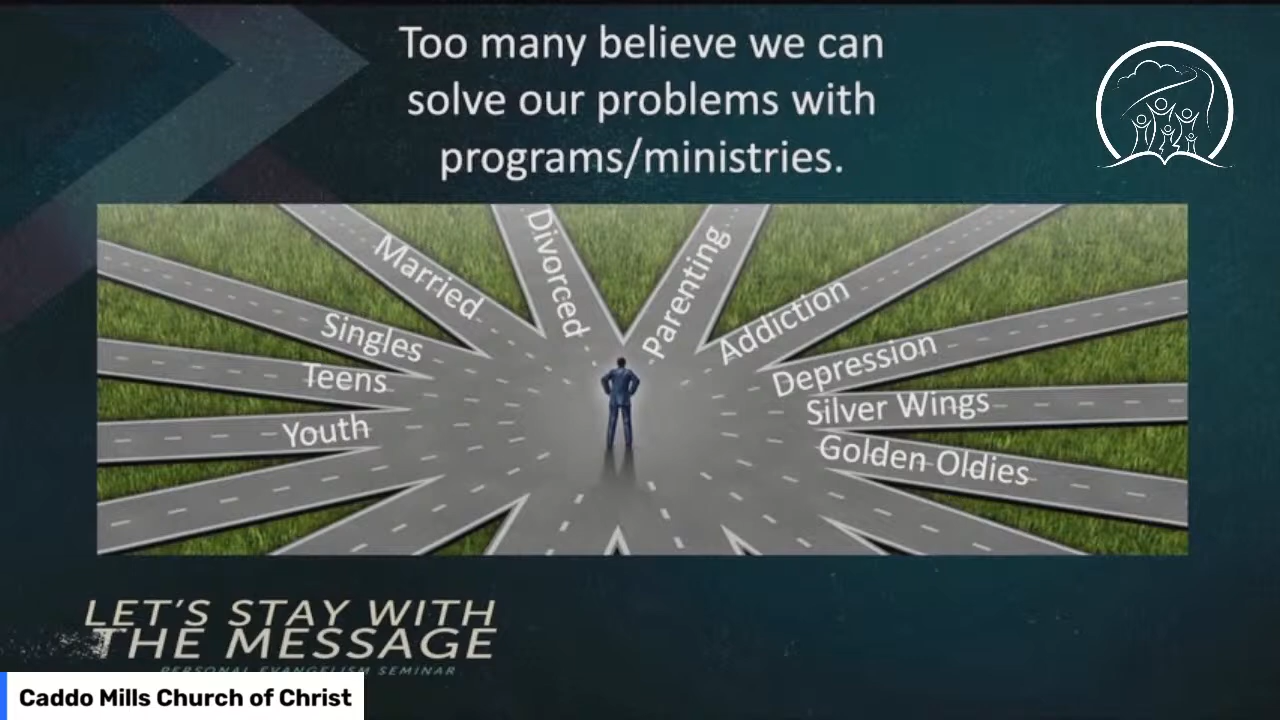 Too many believe we can
solve our problems with
programs/ministries.
Divorced
Married
Parenting
Singles
Addiction
Teens
Depression
Youth
Silver Wings
Golden Oldies
LET'S STAY WITH
THE MESSAGE
PERSONAL EVANGELISM SEMINAR
Caddo Mills Church of Christ